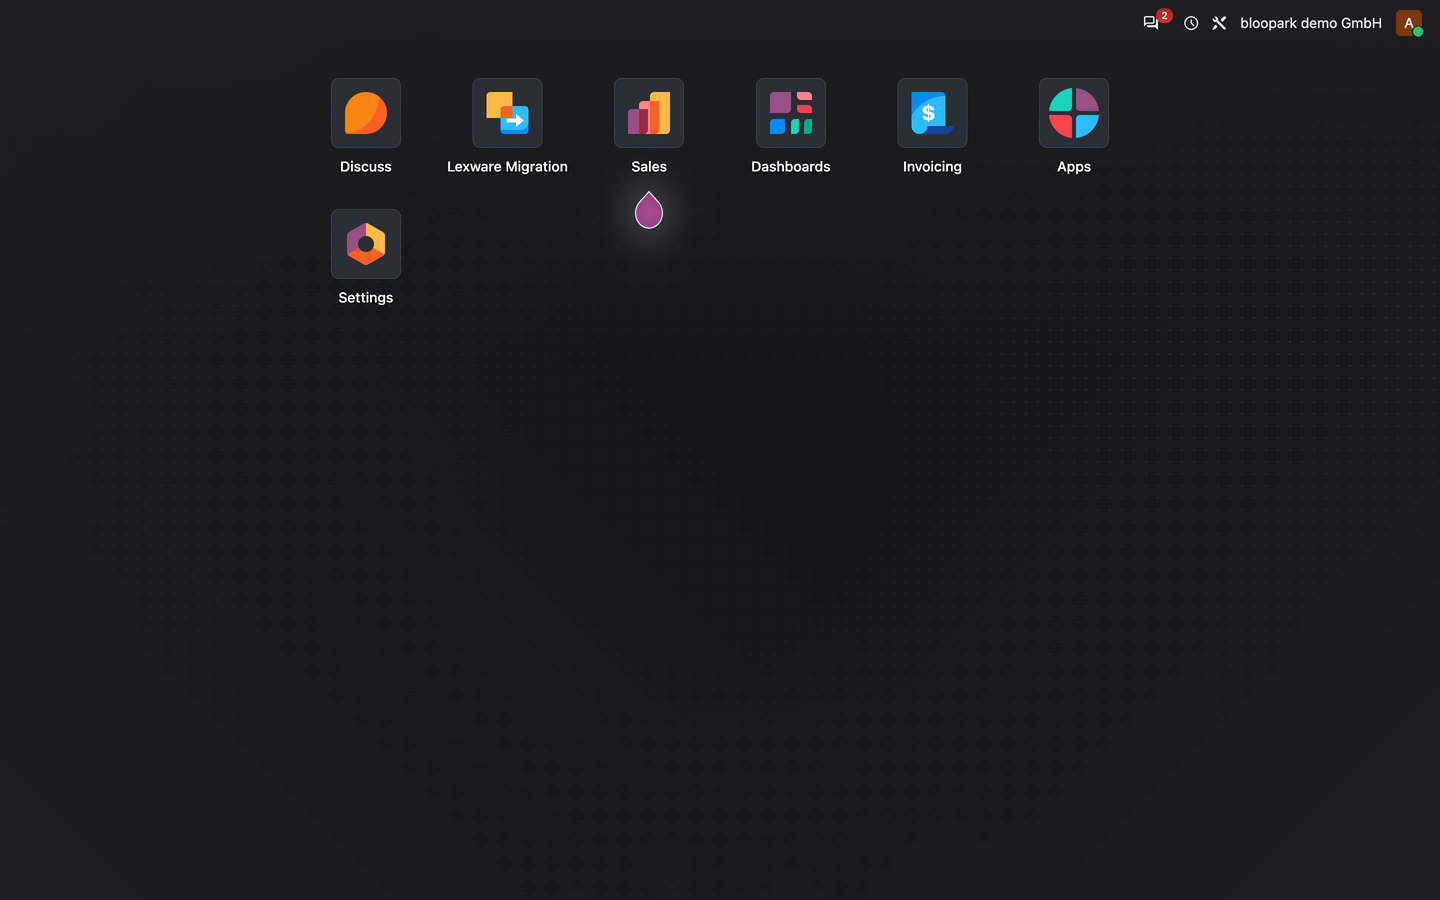 2
bloopark demo GmbH
A
Discuss
Lexware Migration
Sales
Dashboards
$
Invoicing
Apps
Settings